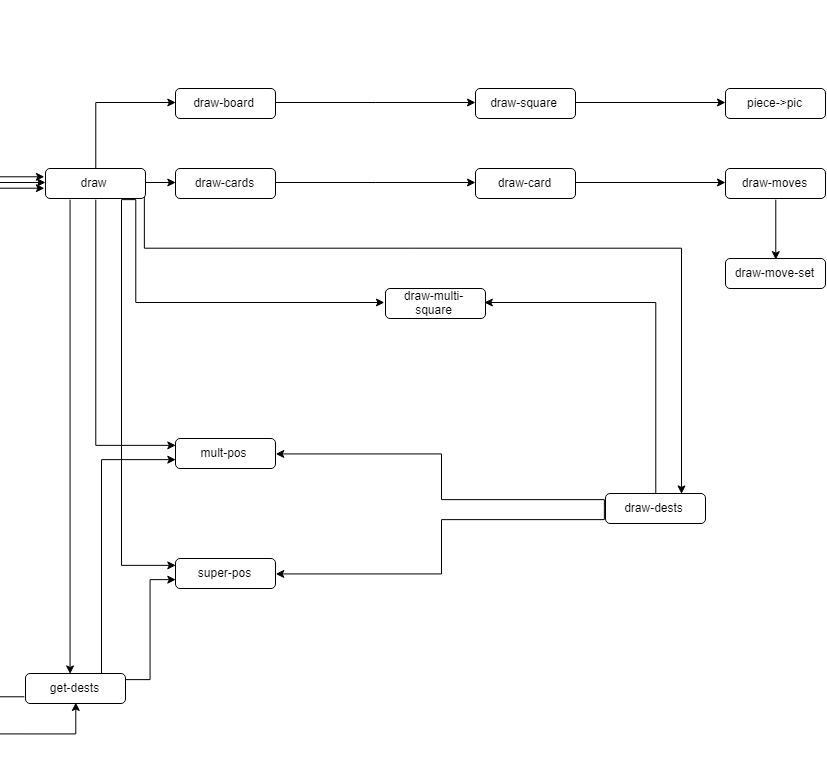 draw-board
draw-square
piece->pic
draw
draw-cards
draw-card
draw-moves
draw-move-set
draw-multi-
square
mult-pos
draw-dests
super-pos
get-dests